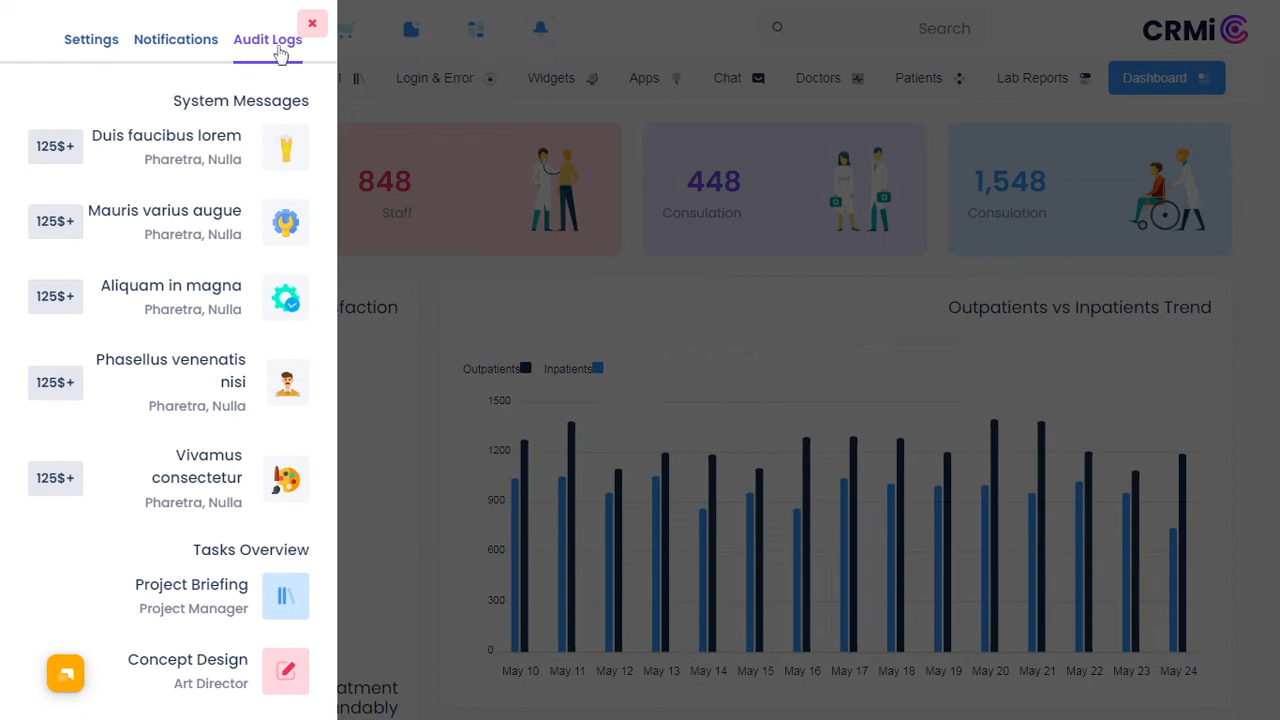 Settings
Notifications
Audit Logs
System Messages
Duis faucibus lorem
Pharetra, Nulla
125$+
Mauris varius augue
Pharetra, Nulla
125$+
Aliquam in magna
Pharetra, Nulla
125$+
Phasellus venenatis
nisi
Pharetra, Nulla
125$+
Vivamus
consectetur
Pharetra, Nulla
125$+
Tasks Overview
Project Briefing
Project Manager
Concept Design
Art Director
Search
CRMi
Login & Error
Widgets
Apps
Chat
Doctors
Patients
Lab Reports
Dashboard
848
Staff
448
Consulation
1,548
Consulation
faction
Outpatients vs Inpatients Trend
Outpatients
Inpatients
1500
1200
900
600
300
0
May 10
May 11
May 12
May 13
May 14
May 15
May 16
May 17
May 18
May 19
May 20
May 21
May 22
May 23
May 24
atment
ndably